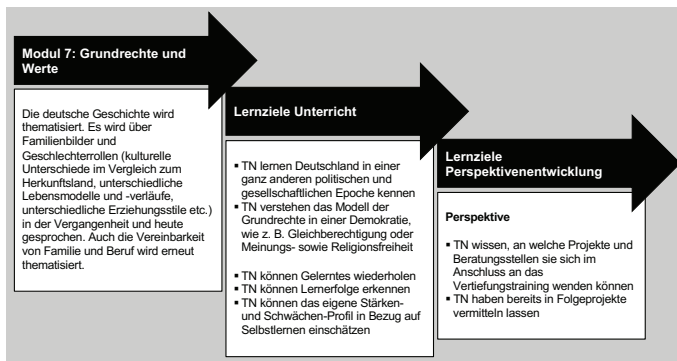 Modul 7: Grundrechte und
Werte
Die deutsche Geschichte wird
thematisiert. Es wird über
Familienbilder und
Geschlechterrollen (kulturelle
Unterschiede im Vergleich zum
Herkunftsland, unterschiedliche
Lebensmodelle und -verläufe,
unterschiedliche Erziehungsstile etc.)
in der Vergangenheit und heute
gesprochen. Auch die Vereinbarkeit
von Familie und Beruf wird erneut
thematisiert.
Lernziele Unterricht
▪ TN lernen Deutschland in einer
ganz anderen politischen und
gesellschaftlichen Epoche kennen
▪ TN verstehen das Modell der
Grundrechte in einer Demokratie,
wie z. B. Gleichberechtigung oder
Meinungs- sowie Religionsfreiheit
▪ TN können Gelerntes wiederholen
▪ TN können Lernerfolge erkennen
▪ TN können das eigene Stärken-
und Schwächen-Profil in Bezug auf
Selbstlernen einschätzen
Lernziele
Perspektivenentwicklung
Perspektive
▪ TN wissen, an welche Projekte und
Beratungsstellen sie sich im
Anschluss an das
Vertiefungstraining wenden können
▪ TN haben bereits in Folgeprojekte
vermitteln lassen